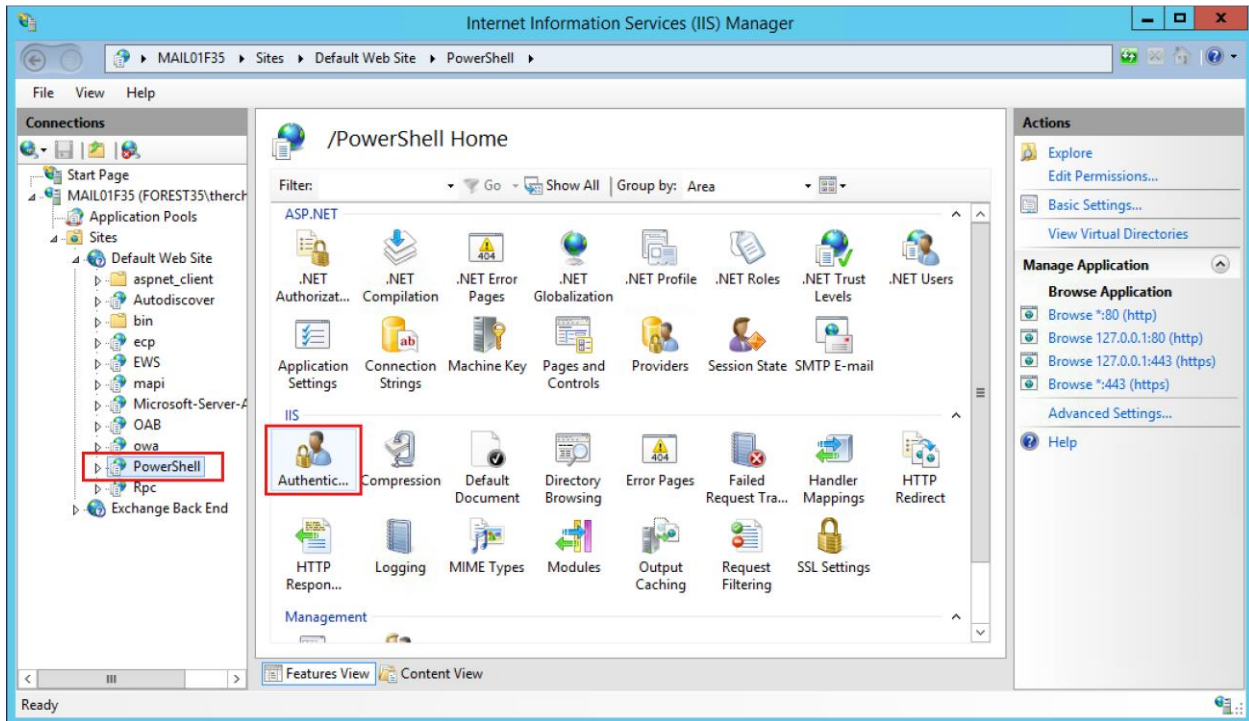 Internet Information Services (IIS) Manager
MAIL01F35 Sites Default Web Site PowerShell
File View Help
Connections
Start Page
MAIL01F35 (FOREST35\therch
Application Pools
Sites
Default Web Site
aspnet_client
Autodiscover
bin
ecp
EWS
mapi
Microsoft-Server-A
OAB
owa
PowerShell
Rpc
Exchange Back End
/PowerShell Home
Filter: Go Show All Group by: Area
ASP.NET
.NET Authorizat...
.NET Compilation
.NET Error Pages
.NET Globalization
.NET Profile
.NET Roles
.NET Trust Levels
.NET Users
Application Settings
Connection Strings
Machine Key
Pages and Controls
Providers
Session State
SMTP E-mail
IIS
Authentic...
Compression
Default Document
Directory Browsing
Error Pages
Failed Request Tra...
Handler Mappings
HTTP Redirect
HTTP Respon...
Logging
MIME Types
Modules
Output Caching
Request Filtering
SSL Settings
Management
Features View Content View
Actions
Explore
Edit Permissions...
Basic Settings...
View Virtual Directories
Manage Application
Browse Application
Browse *:80 (http)
Browse 127.0.0.1:80 (http)
Browse 127.0.0.1:443 (https)
Browse *:443 (https)
Advanced Settings...
Help
Ready